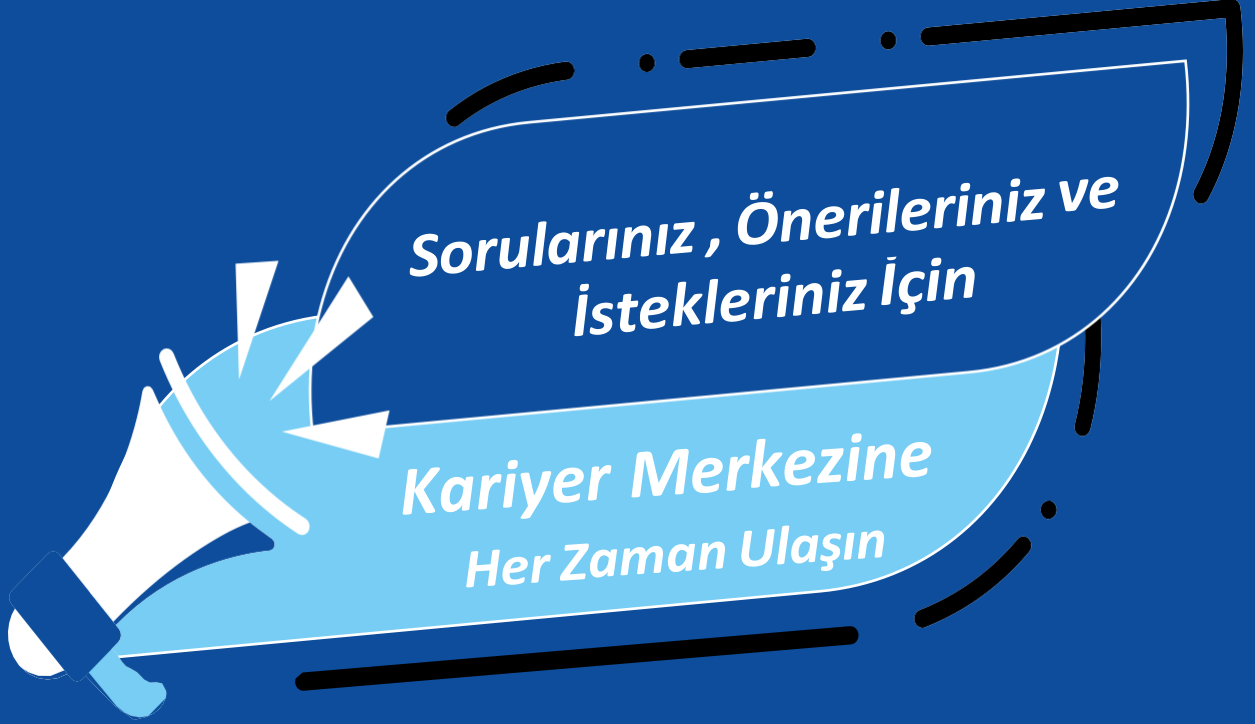 Sorularınız , Önerileriniz ve
İstekleriniz İçin
Kariyer Merkezine
Her Zaman Ulaşın